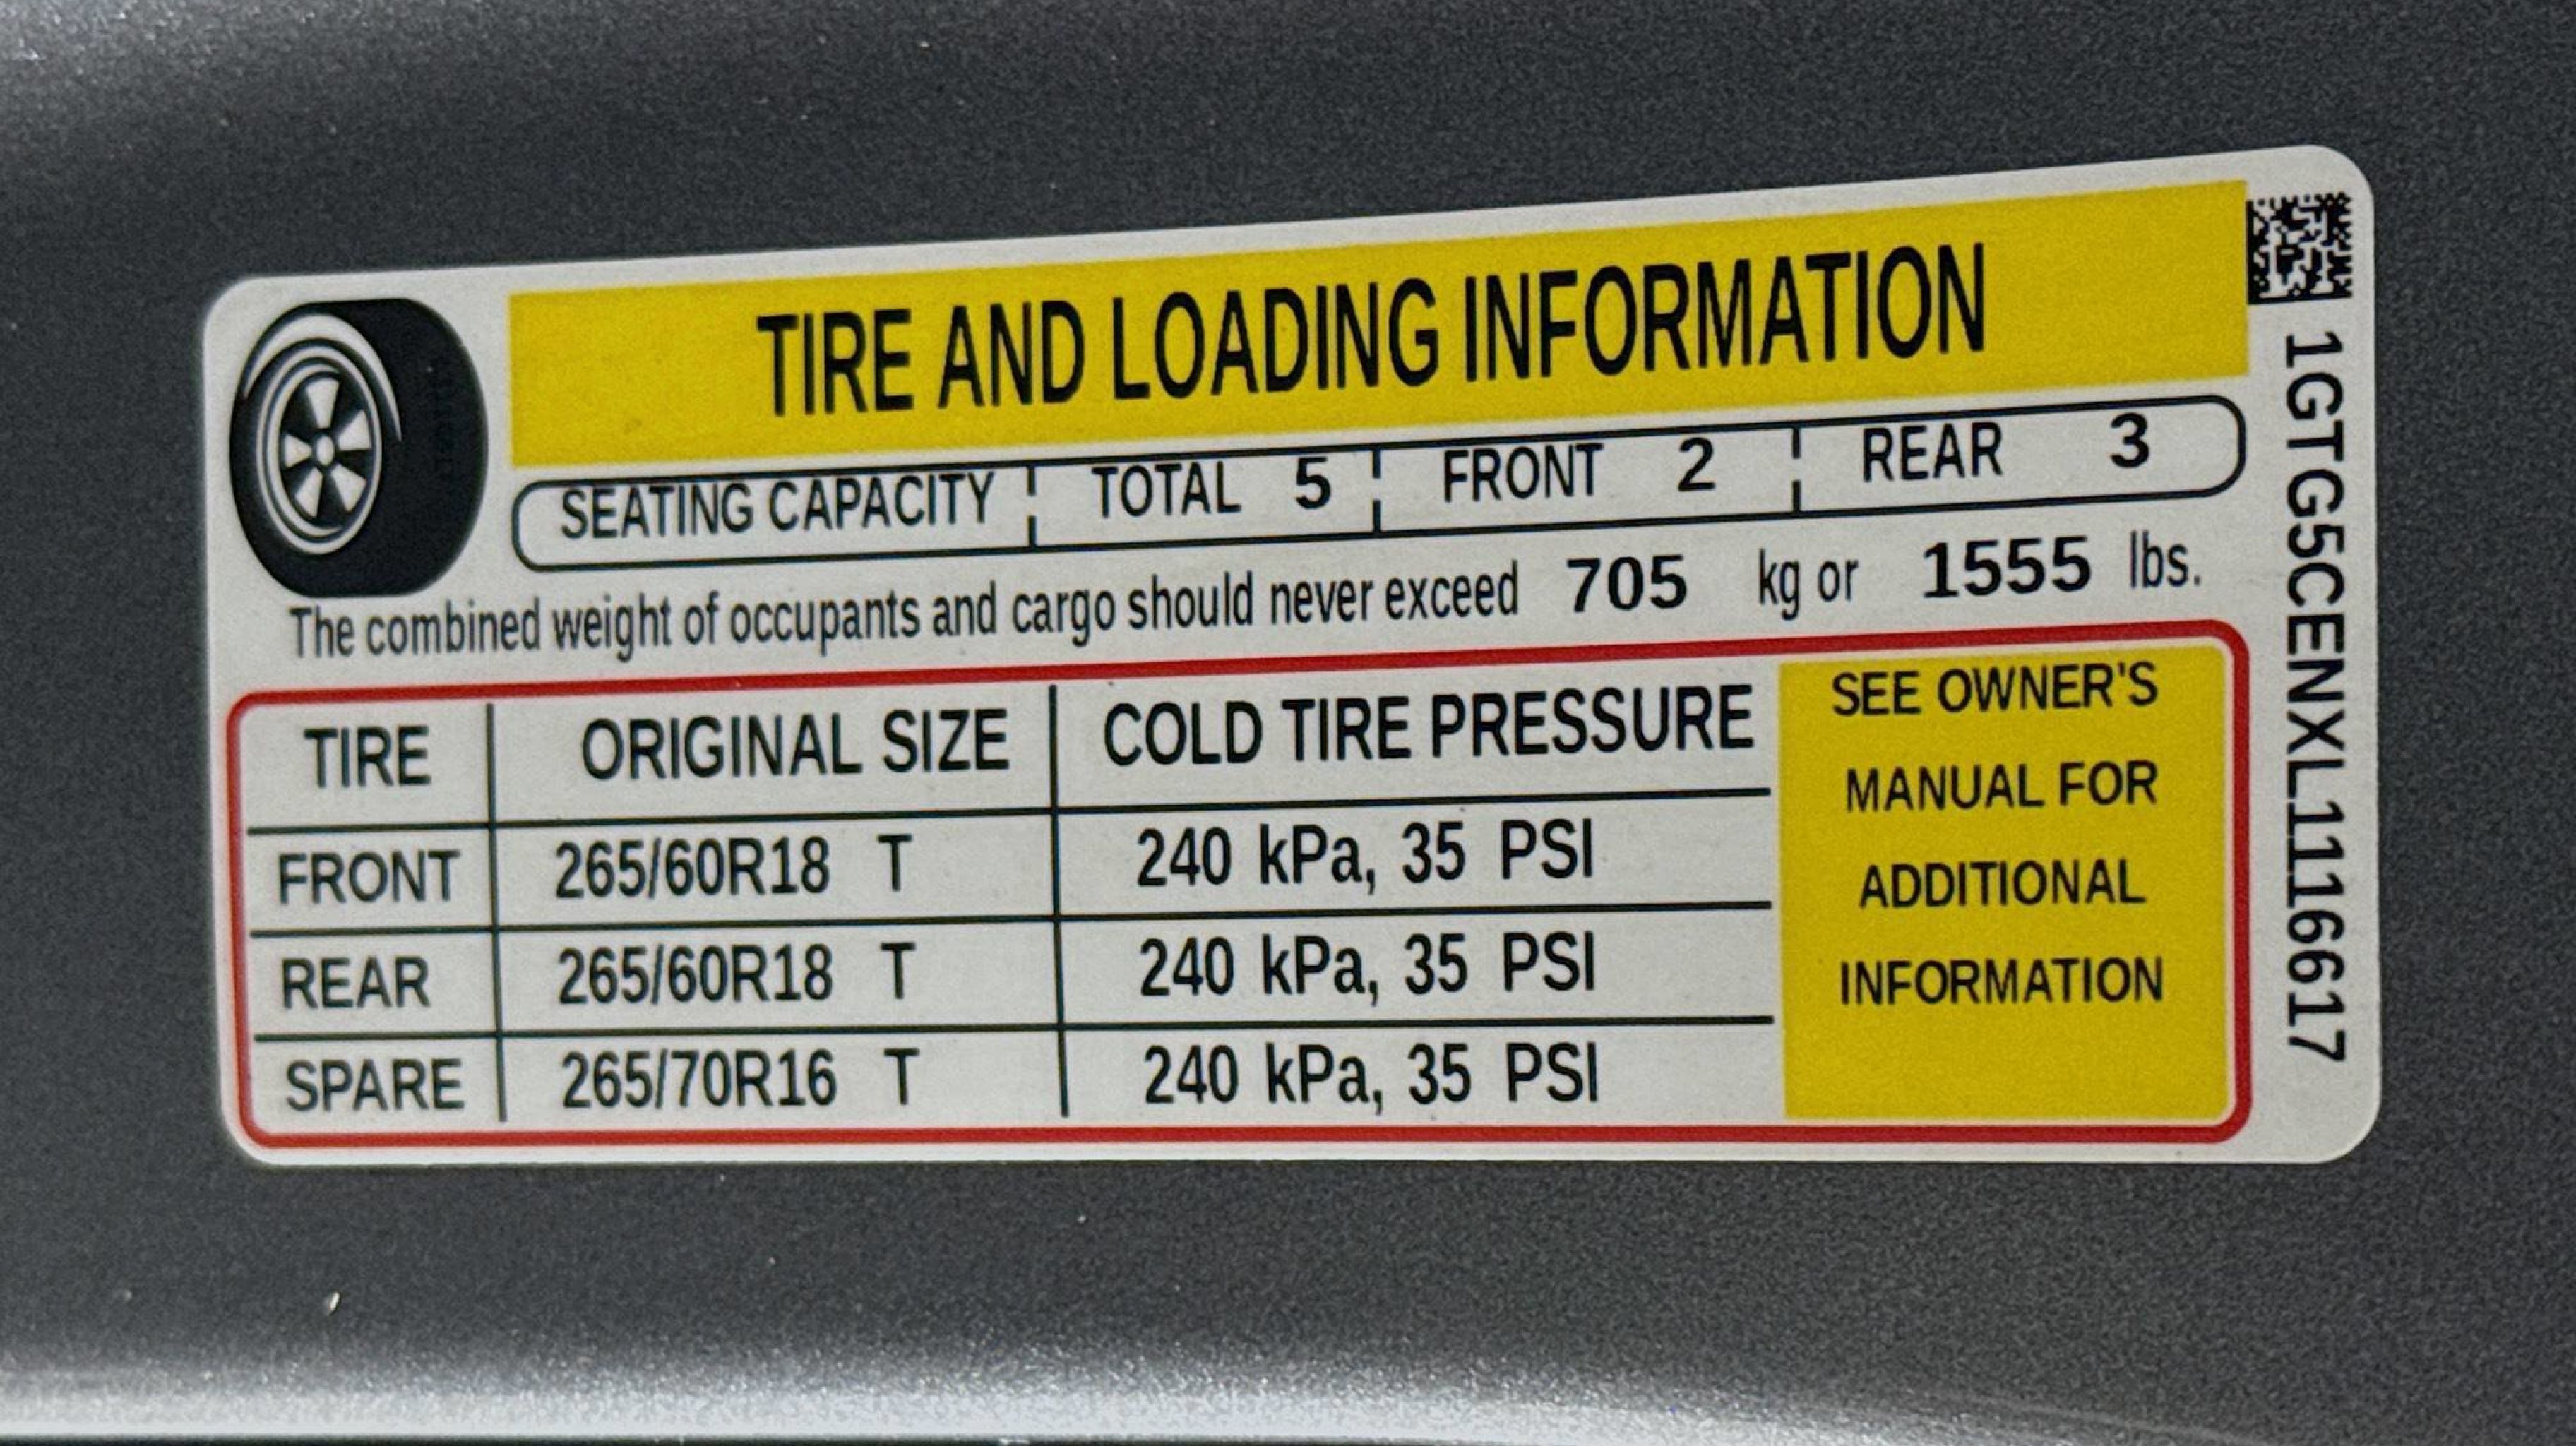 TIRE AND LOADING INFORMATION
SEATING CAPACITY TOTAL 5 FRONT 2 REAR 3
The combined weight of occupants and cargo should never exceed 705 kg or 1555 lbs.
TIRE ORIGINAL SIZE COLD TIRE PRESSURE
FRONT 265/60R18 T 240 kPa, 35 PSI
REAR 265/60R18 T 240 kPa, 35 PSI
SPARE 265/70R16 T 240 kPa, 35 PSI
SEE OWNER'S
MANUAL FOR
ADDITIONAL
INFORMATION
1GTG5CENXL1116617